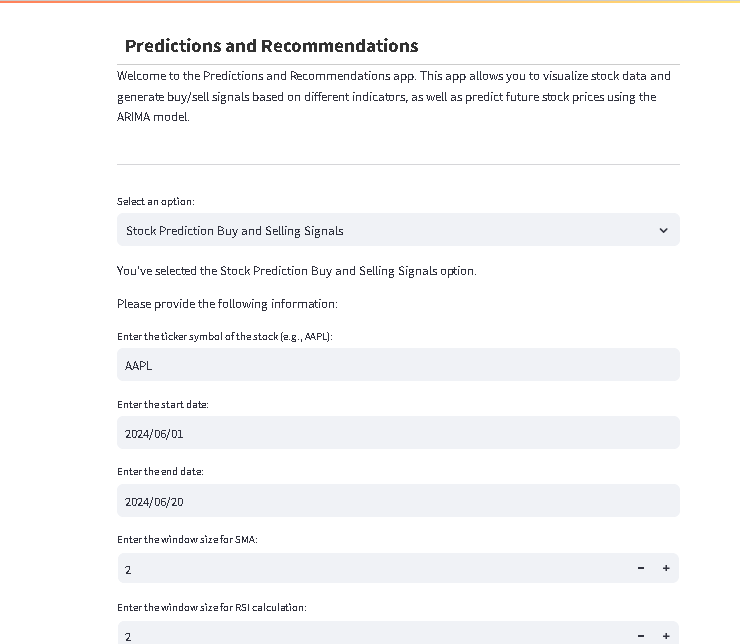 Predictions and Recommendations
Welcome to the Predictions and Recommendations app. This app allows you to visualize stock data and
generate buy/sell signals based on different indicators, as well as predict future stock prices using the
ARIMA model.
Select an option:
Stock Prediction Buy and Selling Signals
You've selected the Stock Prediction Buy and Selling Signals option.
Please provide the following information:
Enter the ticker symbol of the stock (e.g., AAPL):
AAPL
Enter the start date:
2024/06/01
Enter the end date:
2024/06/20
Enter the window size for SMA:
2
Enter the window size for RSI calculation:
2